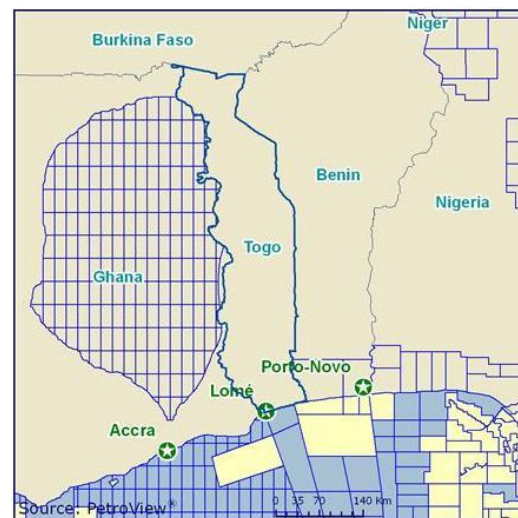 Niger
Burkina Faso
Benin
Nigeria
Togo
Ghana
Porto-Novo
Lomé
Accra
0 35 70 140 Km
Source: PetroView®